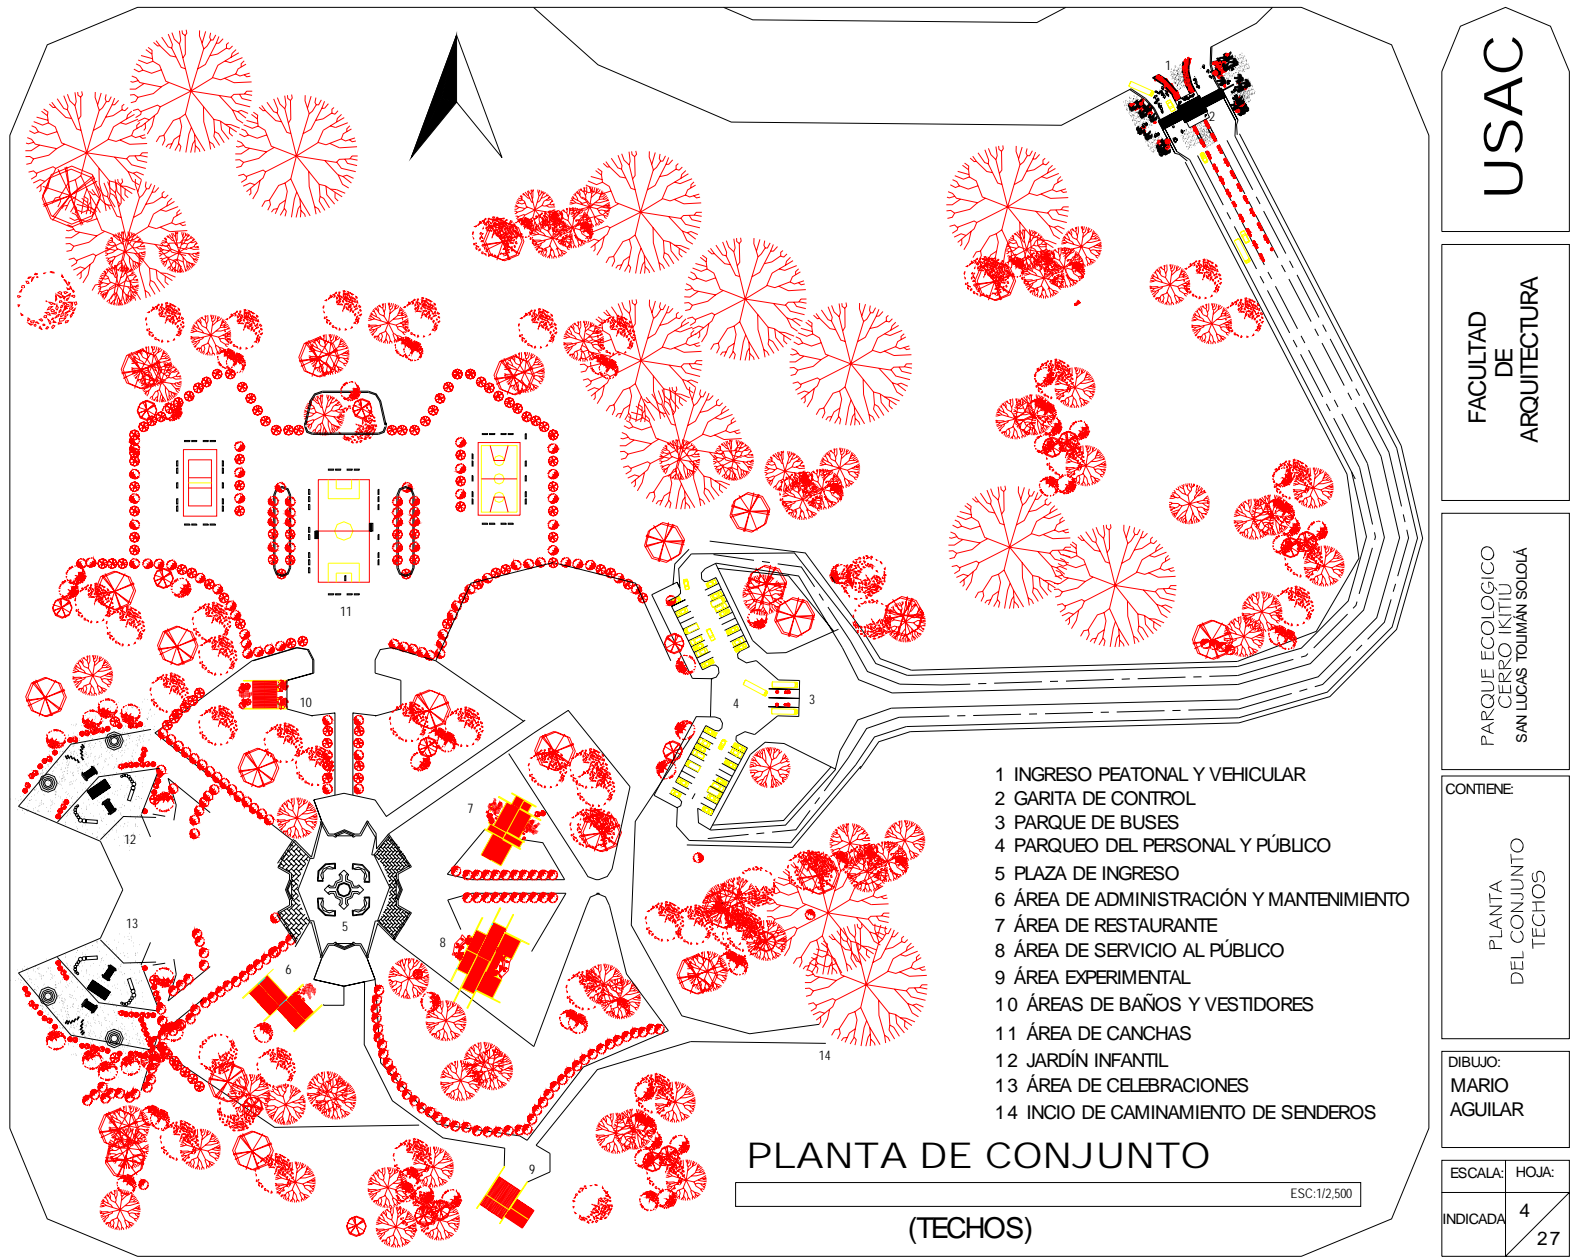 1
2
11
10
4
3
7
12
5
13
8
6
14
9
1 INGRESO PEATONAL Y VEHICULAR
2 GARITA DE CONTROL
3 PARQUE DE BUSES
4 PARQUEO DEL PERSONAL Y PÚBLICO
5 PLAZA DE INGRESO
6 ÁREA DE ADMINISTRACIÓN Y MANTENIMIENTO
7 ÁREA DE RESTAURANTE
8 ÁREA DE SERVICIO AL PÚBLICO
9 ÁREA EXPERIMENTAL
10 ÁREAS DE BAÑOS Y VESTIDORES
11 ÁREA DE CANCHAS
12 JARDÍN INFANTIL
13 ÁREA DE CELEBRACIONES
14 INCIO DE CAMINAMIENTO DE SENDEROS
PLANTA DE CONJUNTO
ESC:1/2,500
(TECHOS)
USAC
FACULTAD
DE
ARQUITECTURA
PARQUE ECOLOGICO
CERRO IKITIU
SAN LUCAS TOLIMÁN SOLOLÁ
CONTIENE:
PLANTA
DEL CONJUNTO
TECHOS
DIBUJO:
MARIO
AGUILAR
ESCALA: HOJA:
INDICADA 4
27